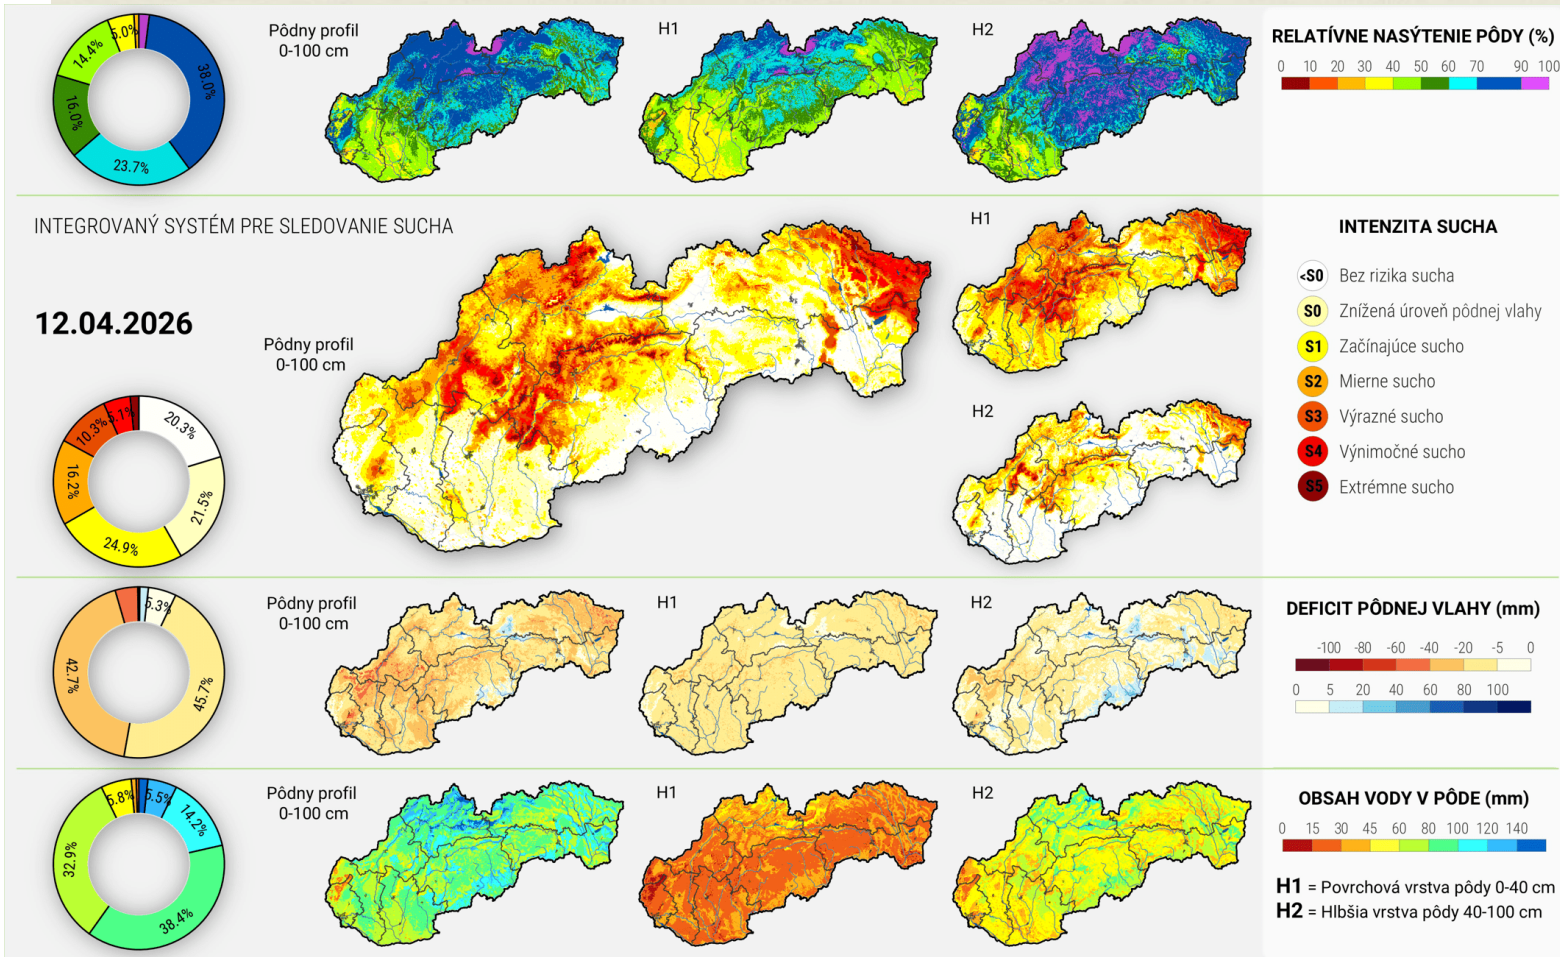 5.0%
14.4%
38.0%
16.0%
23.7%
Pôdny profil
0-100 cm
H1
H2
RELATÍVNE NASÝTENIE PÔDY (%)
0 10 20 30 40 50 60 70 80 90 100
INTEGROVANÝ SYSTÉM PRE SLEDOVANIE SUCHA
12.04.2026
Pôdny profil
0-100 cm
H1
H2
5.1%
10.3%
20.3%
16.2%
21.5%
24.9%
INTENZITA SUCHA
<S0 Bez rizika sucha
S0 Znížená úroveň pôdnej vlahy
S1 Začínajúce sucho
S2 Mierne sucho
S3 Výrazné sucho
S4 Výnimočné sucho
S5 Extrémne sucho
5.3%
42.7%
45.7%
Pôdny profil
0-100 cm
H1
H2
DEFICIT PÔDNEJ VLAHY (mm)
-100 -80 -60 -40 -20 -5 0
0 5 20 40 60 80 100
5.8%
5.5%
14.2%
32.9%
38.4%
Pôdny profil
0-100 cm
H1
H2
OBSAH VODY V PÔDE (mm)
0 15 30 45 60 80 100 120 140
H1 = Povrchová vrstva pôdy 0-40 cm
H2 = Hlbšia vrstva pôdy 40-100 cm